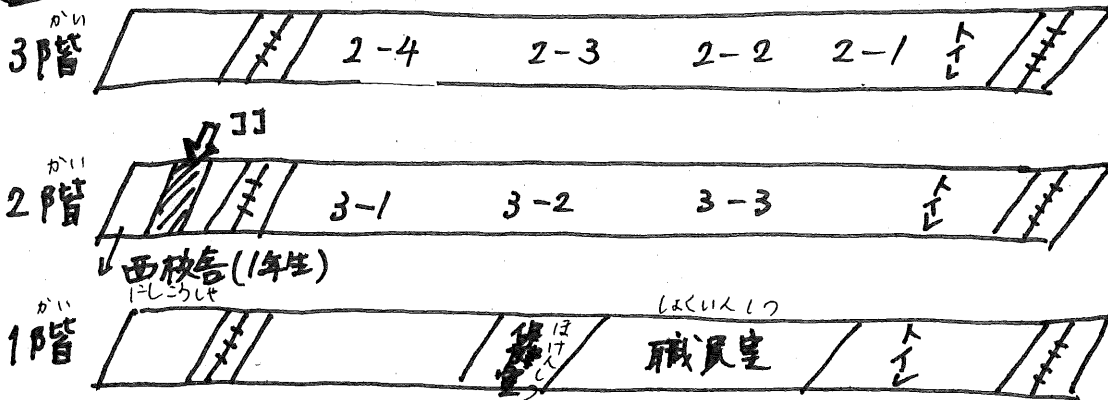 かい
3階 2-4 2-3 2-2 2-1 トイレ
ココ
かい
2階 3-1 3-2 3-3 トイレ
西校舎(1年生)
にしこうしゃ
かい しょくいんしつ
1階 保健室 ほけんしつ 職員室 トイレ